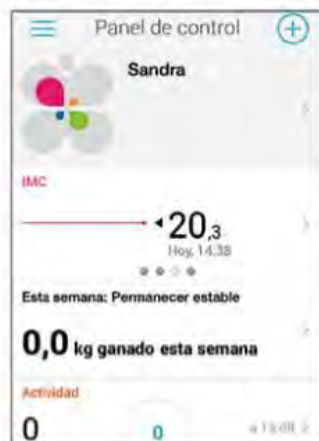 Panel de control
Sandra
IMC
20,3
Hoy, 14:38
Esta semana: Permanecer estable
0,0 kg ganado esta semana
Actividad
0
0